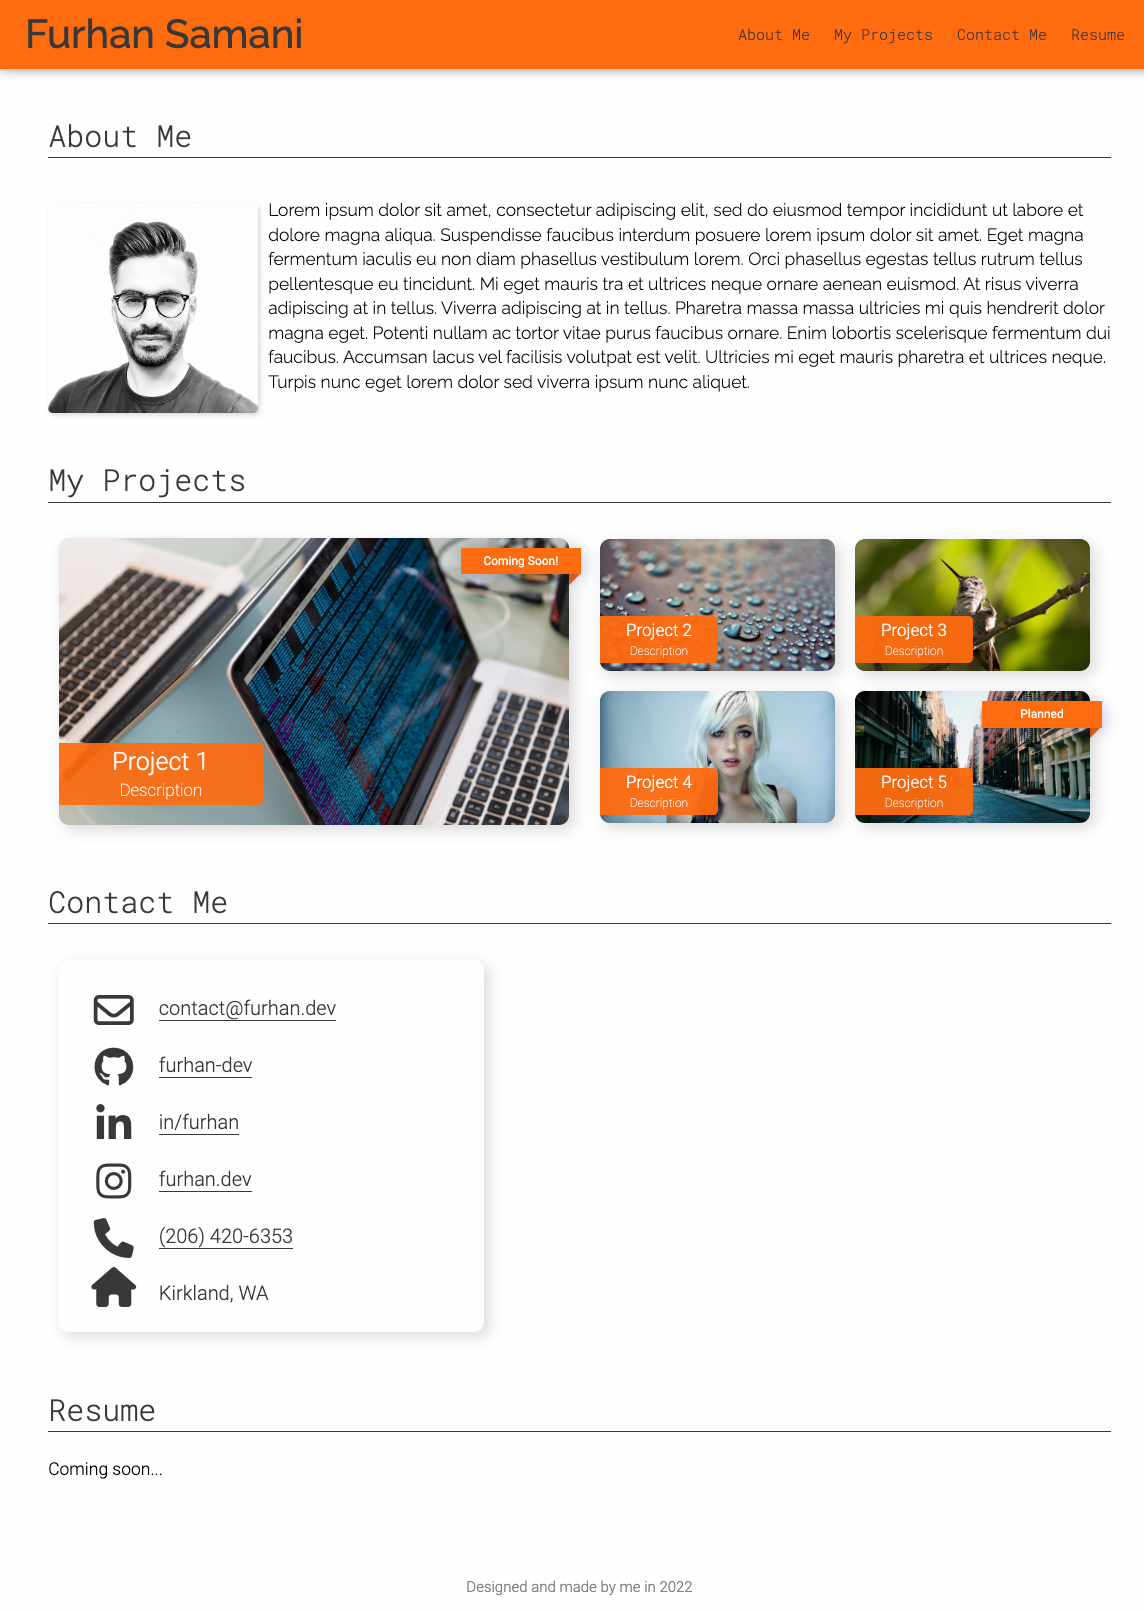 Furhan Samani
About Me My Projects Contact Me Resume
About Me
Lorem ipsum dolor sit amet, consectetur adipiscing elit, sed do eiusmod tempor incididunt ut labore et
dolore magna aliqua. Suspendisse faucibus interdum posuere lorem ipsum dolor sit amet. Eget magna
fermentum iaculis eu non diam phasellus vestibulum lorem. Orci phasellus egestas tellus rutrum tellus
pellentesque eu tincidunt. Mi eget mauris tra et ultrices neque ornare aenean euismod. At risus viverra
adipiscing at in tellus. Viverra adipiscing at in tellus. Pharetra massa massa ultricies mi quis hendrerit dolor
magna eget. Potenti nullam ac tortor vitae purus faucibus ornare. Enim lobortis scelerisque fermentum dui
faucibus. Accumsan lacus vel facilisis volutpat est velit. Ultricies mi eget mauris pharetra et ultrices neque.
Turpis nunc eget lorem dolor sed viverra ipsum nunc aliquet.
My Projects
Coming Soon!
Project 1
Description
Project 2
Description
Project 3
Description
Project 4
Description
Planned
Project 5
Description
Contact Me
contact@furhan.dev
furhan-dev
in/furhan
furhan.dev
(206) 420-6353
Kirkland, WA
Resume
Coming soon...
Designed and made by me in 2022